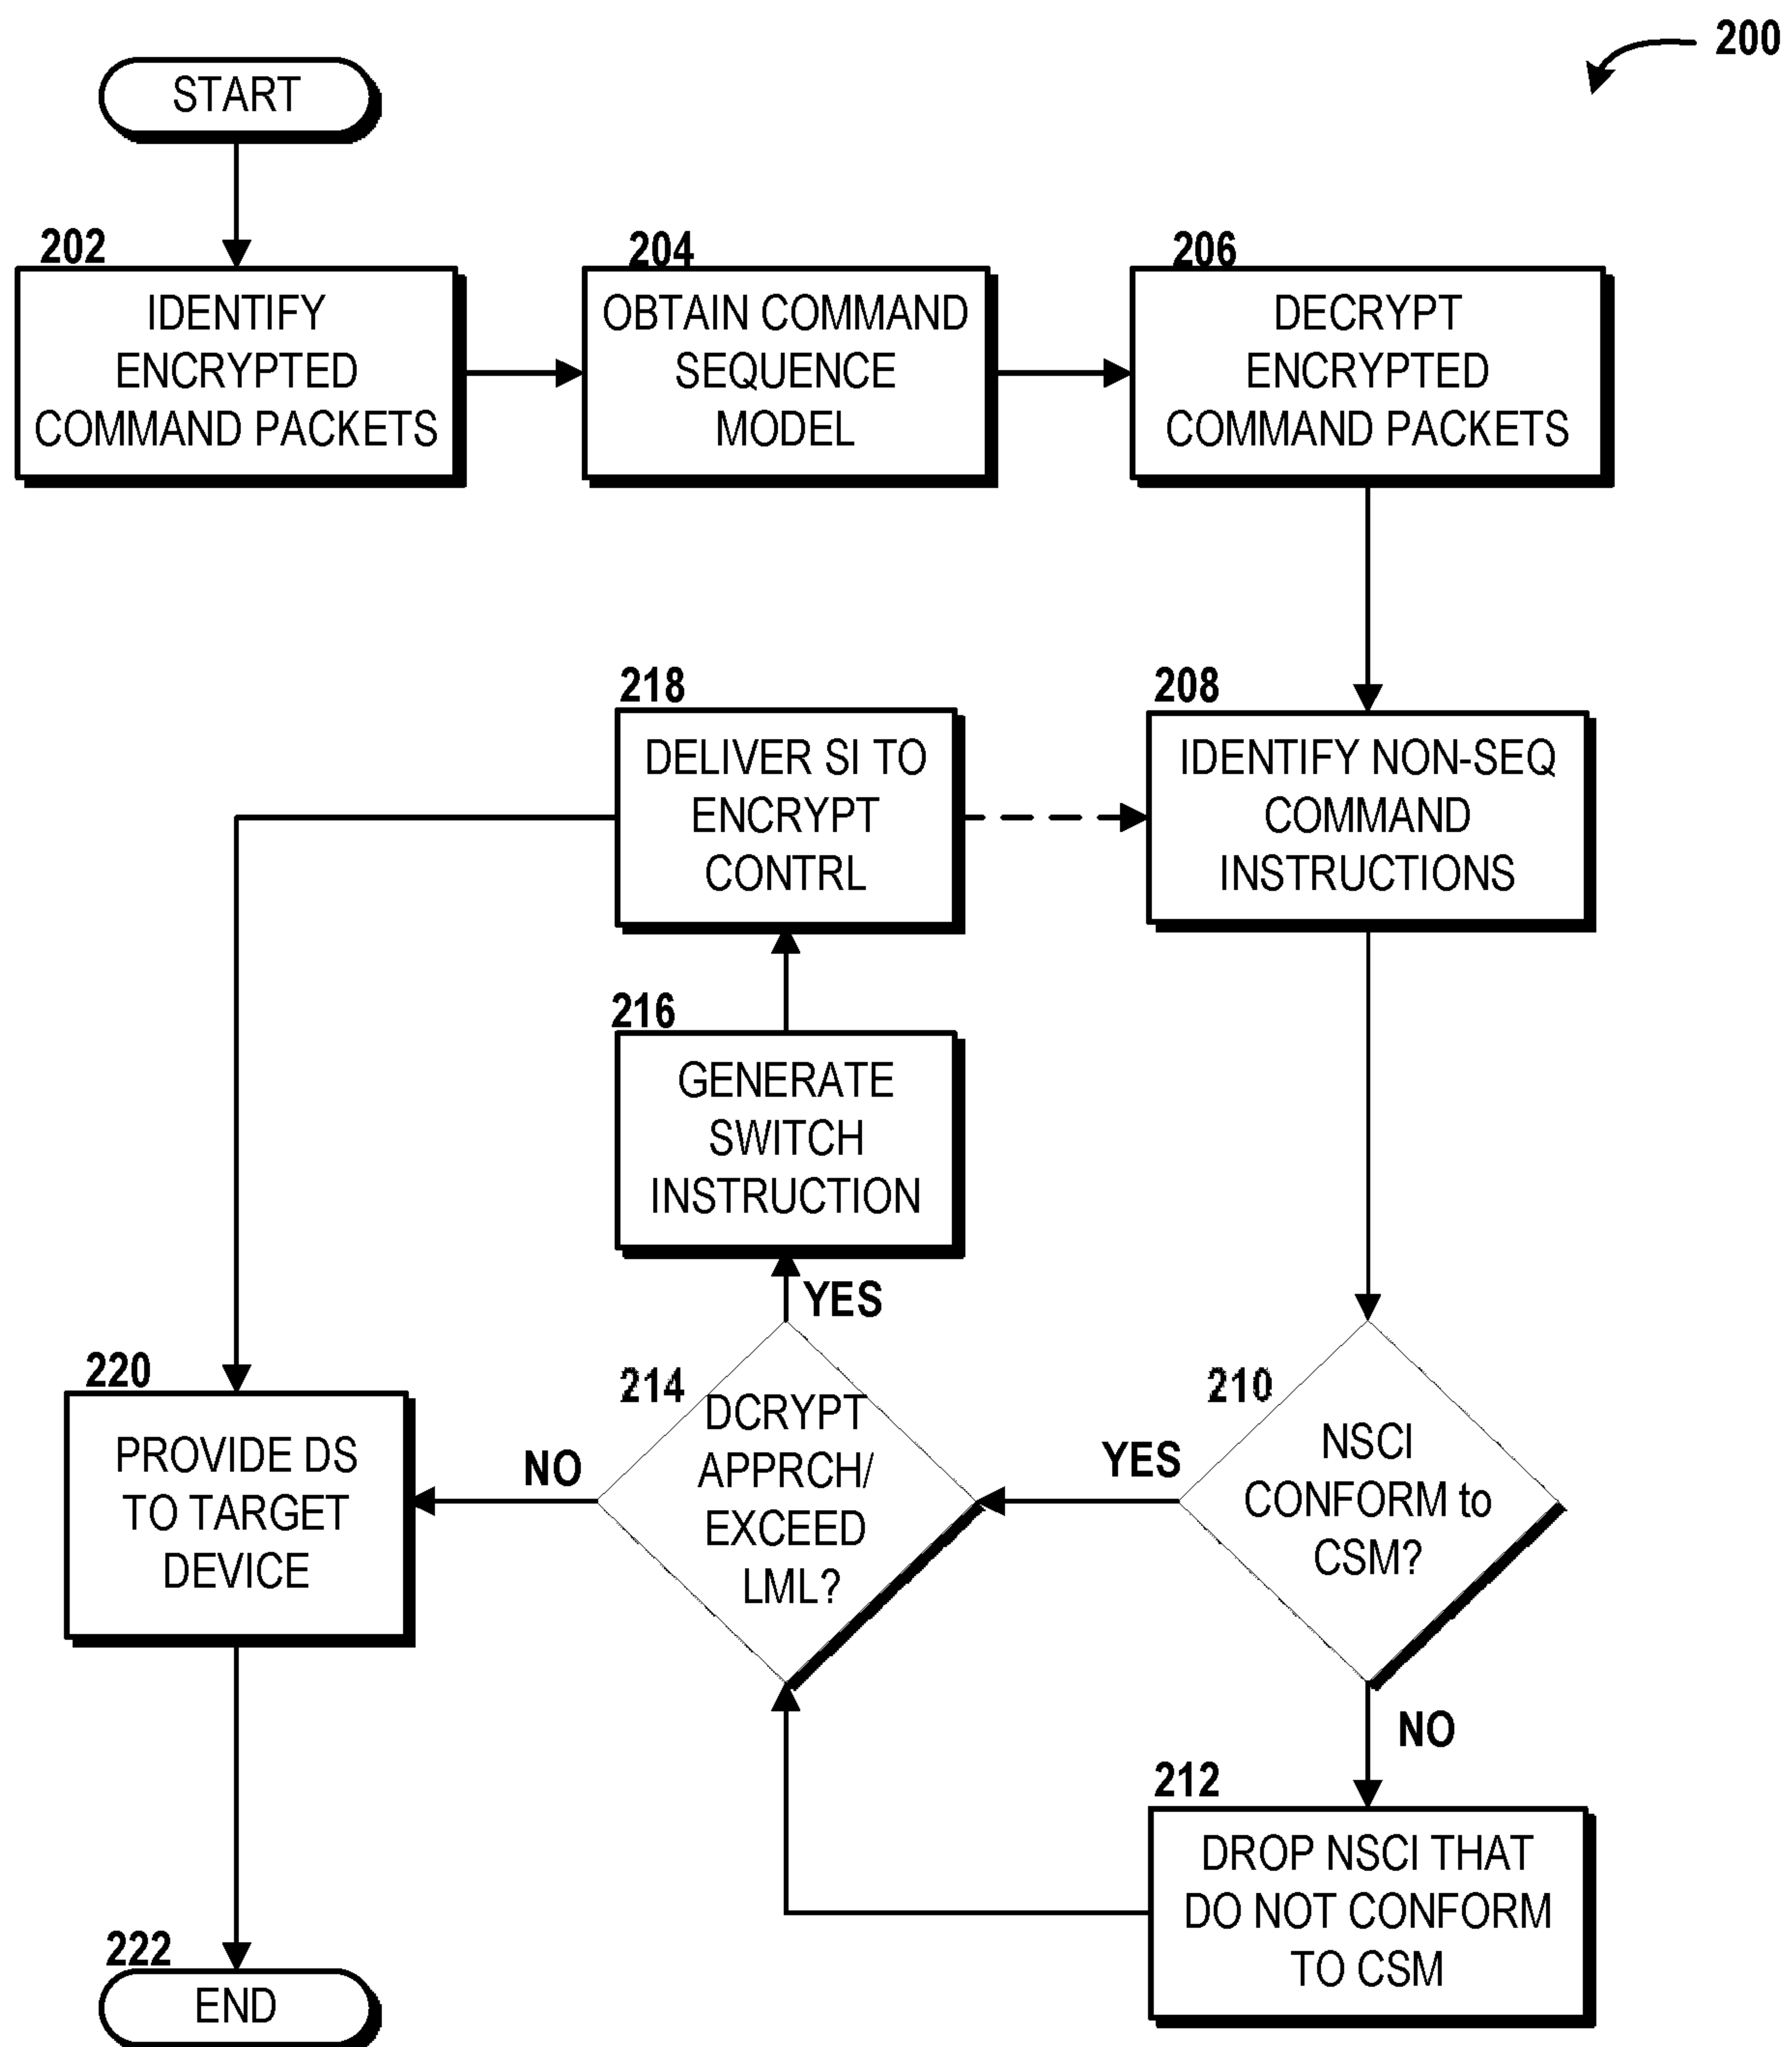 200
START
202
IDENTIFY
ENCRYPTED
COMMAND PACKETS
204
OBTAIN COMMAND
SEQUENCE
MODEL
206
DECRYPT
ENCRYPTED
COMMAND PACKETS
218
DELIVER SI TO
ENCRYPT
CONTRL
208
IDENTIFY NON-SEQ
COMMAND
INSTRUCTIONS
216
GENERATE
SWITCH
INSTRUCTION
YES
220
PROVIDE DS
TO TARGET
DEVICE
NO
214
DCRYPT
APPRCH/
EXCEED
LML?
YES
210
NSCI
CONFORM to
CSM?
NO
212
DROP NSCI THAT
DO NOT CONFORM
TO CSM
222
END